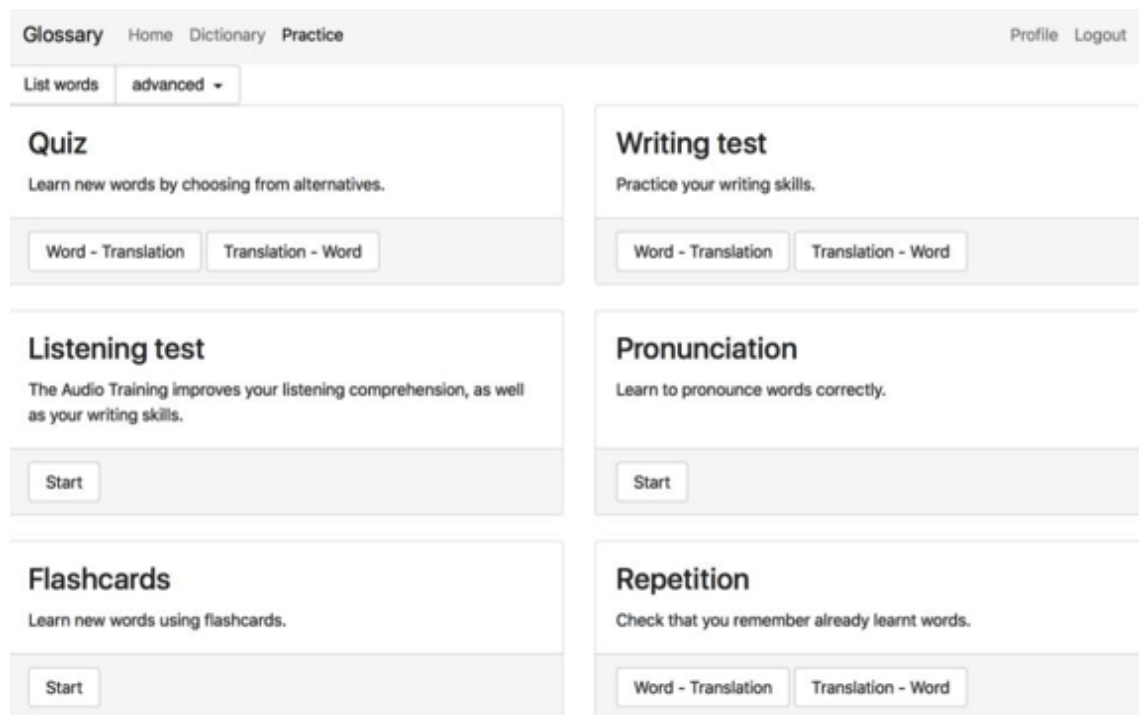 Glossary Home Dictionary Practice Profile Logout
List words advanced
Quiz
Learn new words by choosing from alternatives.
Word - Translation Translation - Word
Writing test
Practice your writing skills.
Word - Translation Translation - Word
Listening test
The Audio Training improves your listening comprehension, as well
as your writing skills.
Start
Pronunciation
Learn to pronounce words correctly.
Start
Flashcards
Learn new words using flashcards.
Start
Repetition
Check that you remember already learnt words.
Word - Translation Translation - Word